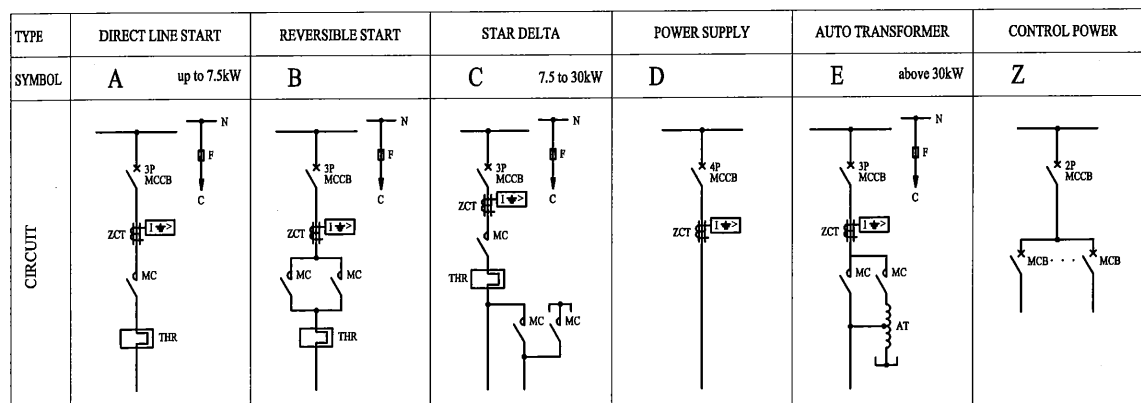 TYPE DIRECT LINE START REVERSIBLE START STAR DELTA POWER SUPPLY AUTO TRANSFORMER CONTROL POWER
SYMBOL A up to 7.5kW B C 7.5 to 30kW D E above 30kW Z
CIRCUIT
N
F
C
3P
MCCB
ZCT I >
MC
THR
N
F
C
3P
MCCB
ZCT I >
MC MC
THR
N
F
C
3P
MCCB
ZCT I >
MC
THR
MC MC
4P
MCCB
ZCT I >
N
F
C
3P
MCCB
ZCT I >
MC MC
AT
2P
MCCB
MCB · · · · MCB